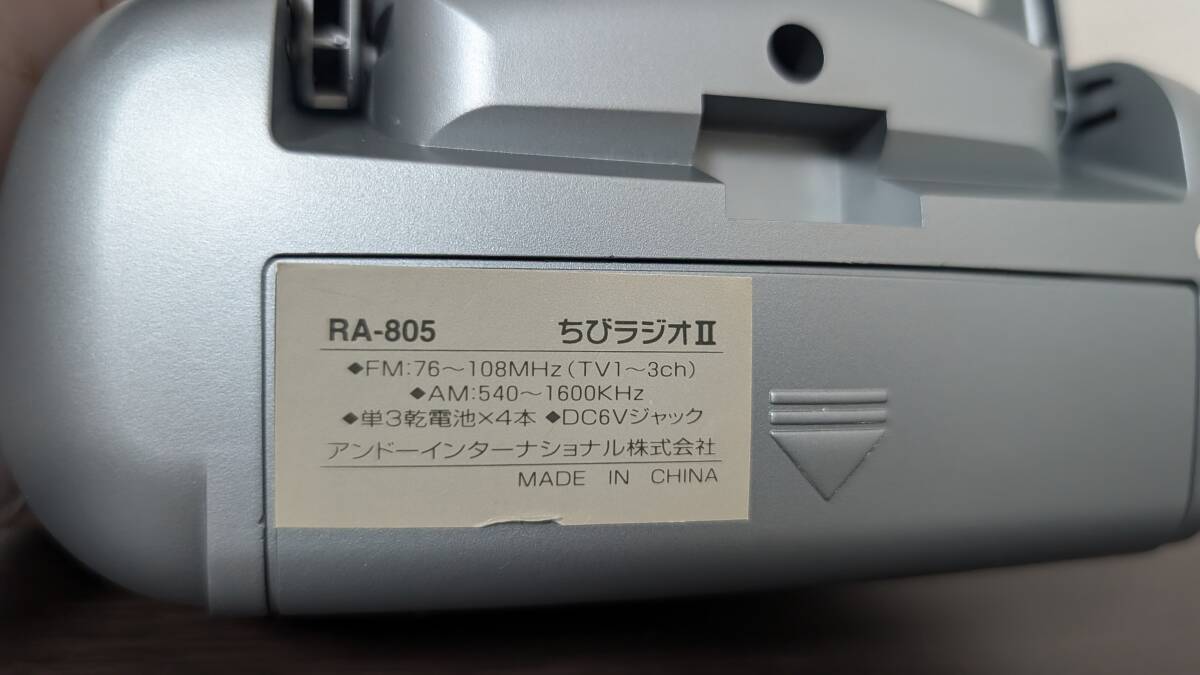 RA-805 ちびラジオII
◆FM:76〜108MHz(TV1〜3ch)
◆AM:540〜1600KHz
◆単3乾電池×4本 ◆DC6Vジャック
アンドーインターナショナル株式会社
MADE IN CHINA